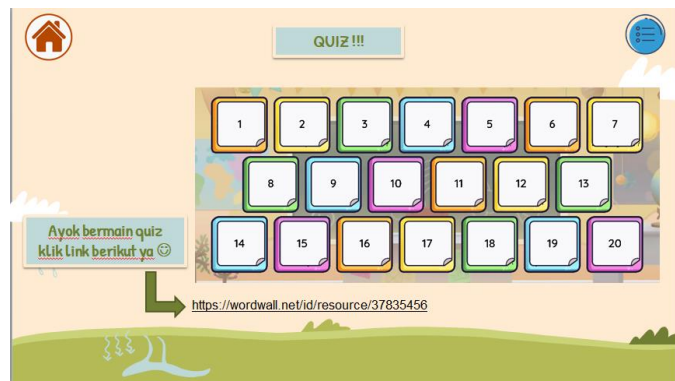 QUIZ !!!
1 2 3 4 5 6 7
8 9 10 11 12 13
14 15 16 17 18 19 20
Ayok bermain quiz
klik link berikut ya ☺
https://wordwall.net/id/resource/37835456